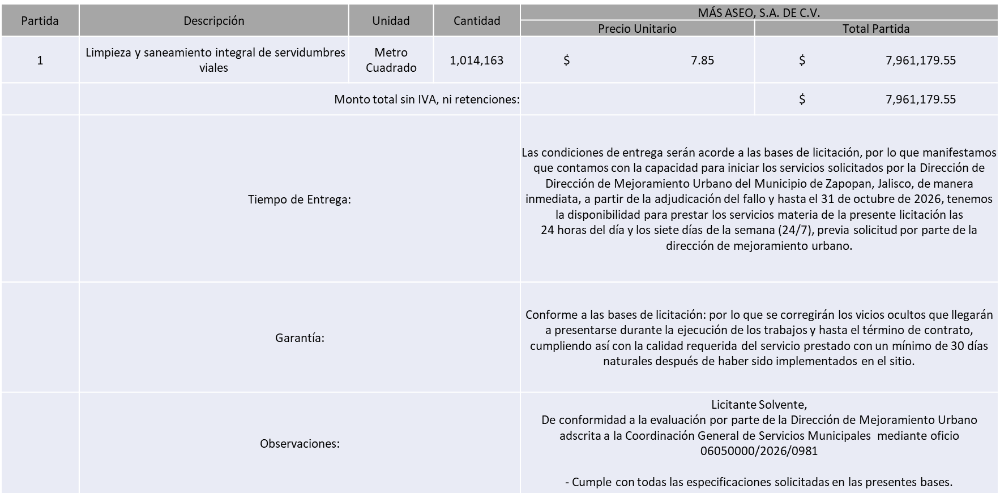 Partida
Descripción
Unidad
Cantidad
MÁS ASEO, S.A. DE C.V.
Precio Unitario
Total Partida
1
Limpieza y saneamiento integral de servidumbres
viales
Metro
Cuadrado
1,014,163
$ 7.85
$ 7,961,179.55
Monto total sin IVA, ni retenciones:
$ 7,961,179.55
Tiempo de Entrega:
Las condiciones de entrega serán acorde a las bases de licitación, por lo que manifestamos
que contamos con la capacidad para iniciar los servicios solicitados por la Dirección de
Dirección de Mejoramiento Urbano del Municipio de Zapopan, Jalisco, de manera
inmediata, a partir de la adjudicación del fallo y hasta el 31 de octubre de 2026, tenemos
la disponibilidad para prestar los servicios materia de la presente licitación las
24 horas del día y los siete días de la semana (24/7), previa solicitud por parte de la
dirección de mejoramiento urbano.
Garantía:
Conforme a las bases de licitación: por lo que se corregirán los vicios ocultos que llegarán
a presentarse durante la ejecución de los trabajos y hasta el término de contrato,
cumpliendo así con la calidad requerida del servicio prestado con un mínimo de 30 días
naturales después de haber sido implementados en el sitio.
Observaciones:
Licitante Solvente,
De conformidad a la evaluación por parte de la Dirección de Mejoramiento Urbano
adscrita a la Coordinación General de Servicios Municipales mediante oficio
06050000/2026/0981
- Cumple con todas las especificaciones solicitadas en las presentes bases.